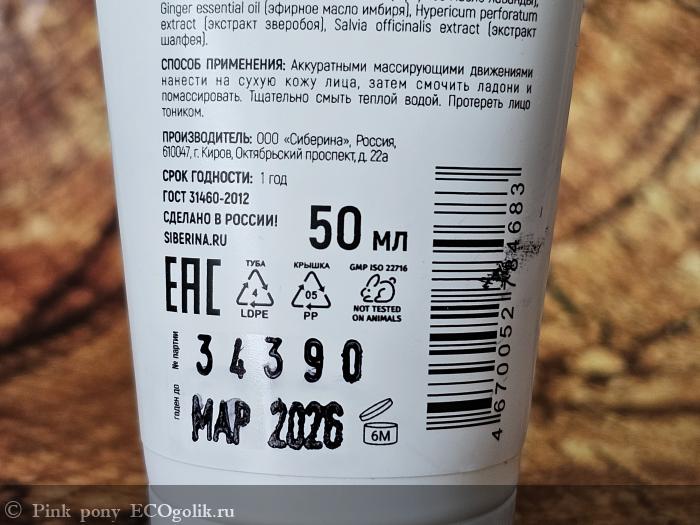 Ginger essential oil (эфирное масло имбиря), Hypericum perforatum
extract (экстракт зверобоя), Salvia officinalis extract (экстракт
шалфея).
СПОСОБ ПРИМЕНЕНИЯ: Аккуратными массирующими движениями
нанести на сухую кожу лица, затем смочить ладони и
помассировать. Тщательно смыть теплой водой. Протереть лицо
тоником.
ПРОИЗВОДИТЕЛЬ: ООО «Сиберина», Россия,
610047, г. Киров, Октябрьский проспект, д. 22а
СРОК ГОДНОСТИ: 1 год
ГОСТ 31460-2012
СДЕЛАНО В РОССИИ!
SIBERINA.RU
50 мл
EAC
ТУБА
4
LDPE
КРЫШКА
05
PP
GMP ISO 22716
NOT TESTED
ON ANIMALS
№ партии
34390
годен до
МАР 2026
6M
4 670052 784683
Pink pony ECOgolik.ru